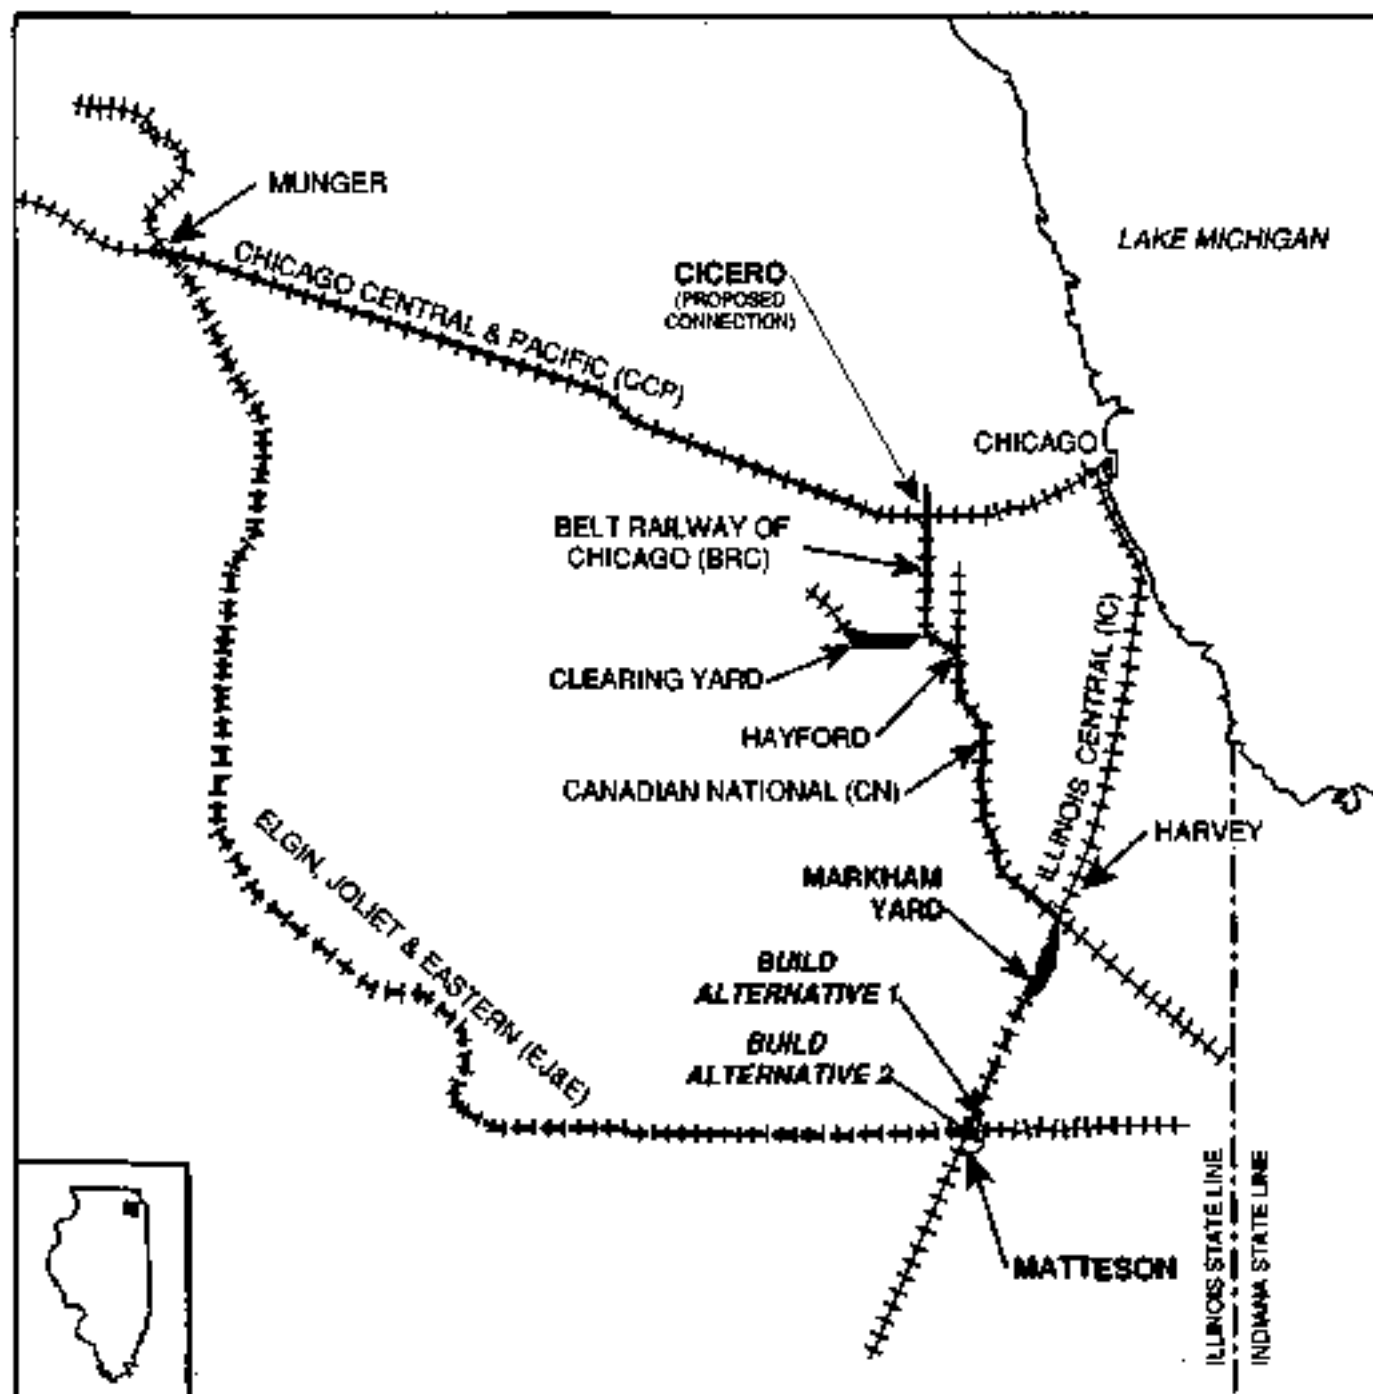 MUNGER
LAKE MICHIGAN
CHICAGO CENTRAL & PACIFIC (CCP)
CICERO
(PROPOSED
CONNECTION)
CHICAGO
BELT RAILWAY OF
CHICAGO (BRC)
CLEARING YARD
HAYFORD
CANADIAN NATIONAL (CN)
ILLINOIS CENTRAL (IC)
HARVEY
MARKHAM
YARD
ELGIN, JOLIET & EASTERN (EJ&E)
BUILD
ALTERNATIVE 1
BUILD
ALTERNATIVE 2
MATTESON
ILLINOIS STATE LINE
INDIANA STATE LINE